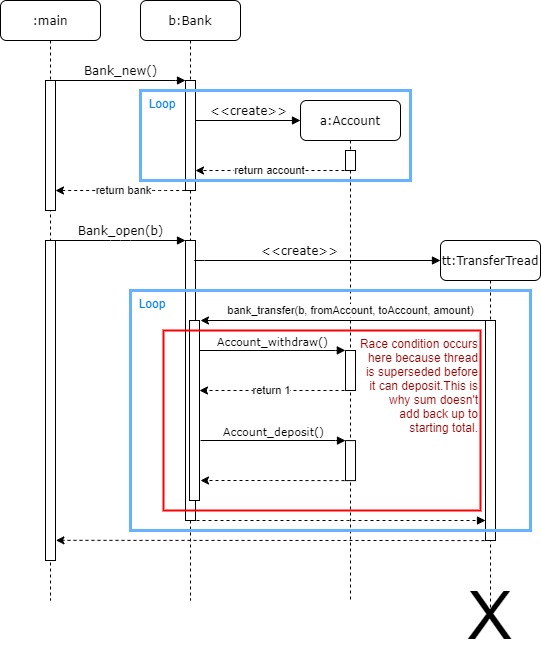 :main
b:Bank
Bank_new()
Loop
<<create>>
a:Account
return account
return bank
Bank_open(b)
<<create>>
tt:TransferTread
Loop
bank_transfer(b, fromAccount, toAccount, amount)
Account_withdraw()
Race condition occurs
here because thread
is superseded before
it can deposit.This is
why sum doesn't
add back up to
starting total.
return 1
Account_deposit()
X